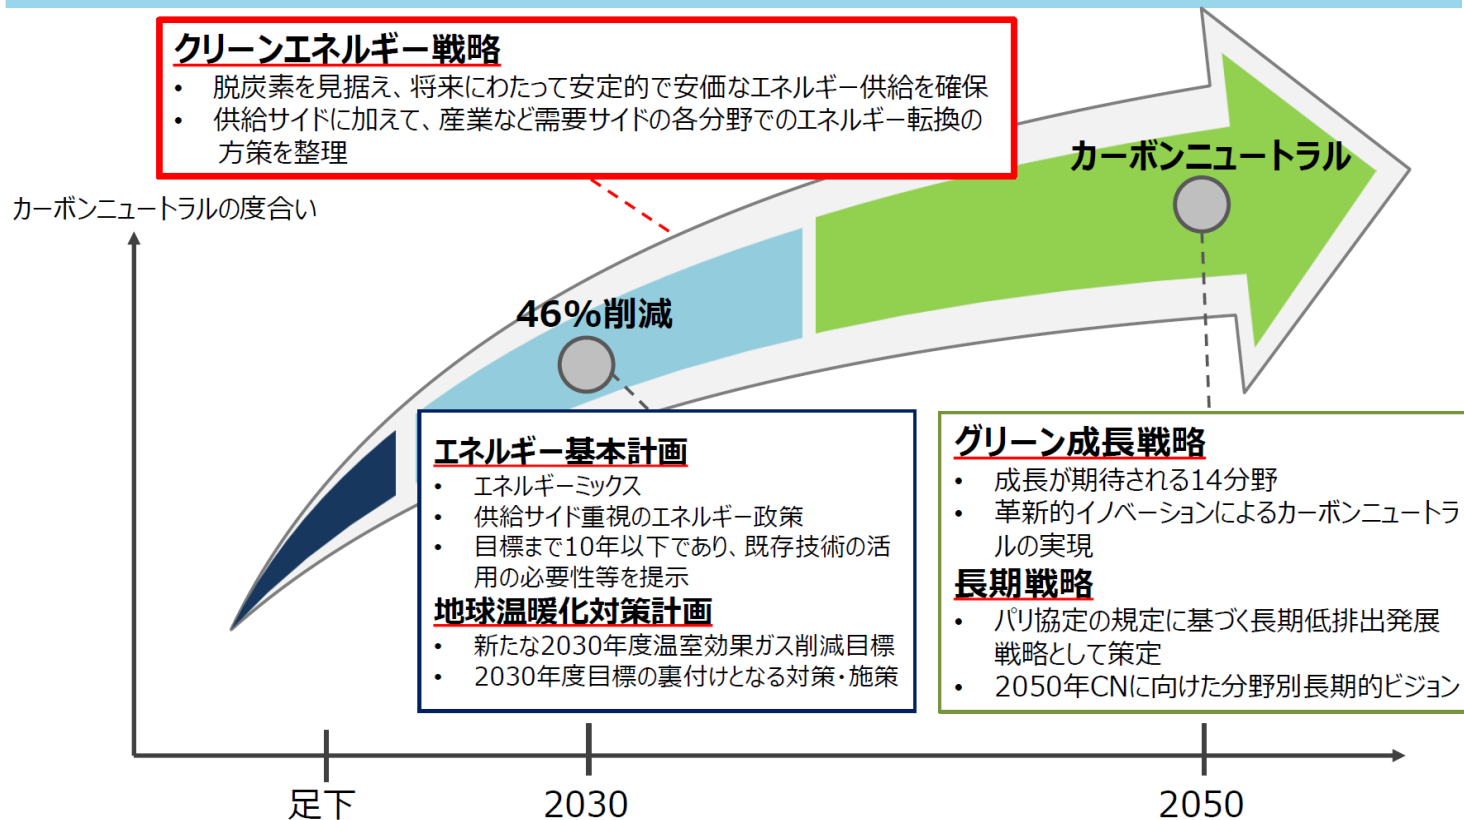 クリーンエネルギー戦略
• 脱炭素を見据え、将来にわたって安定的で安価なエネルギー供給を確保
• 供給サイドに加えて、産業など需要サイドの各分野でのエネルギー転換の
方策を整理
カーボンニュートラル
カーボンニュートラルの度合い
46%削減
エネルギー基本計画
• エネルギーミックス
• 供給サイド重視のエネルギー政策
• 目標まで10年以下であり、既存技術の活
用の必要性等を提示
地球温暖化対策計画
• 新たな2030年度温室効果ガス削減目標
• 2030年度目標の裏付けとなる対策・施策
グリーン成長戦略
• 成長が期待される14分野
• 革新的イノベーションによるカーボンニュートラ
ルの実現
長期戦略
• パリ協定の規定に基づく長期低排出発展
戦略として策定
• 2050年CNに向けた分野別長期的ビジョン
足下
2030
2050